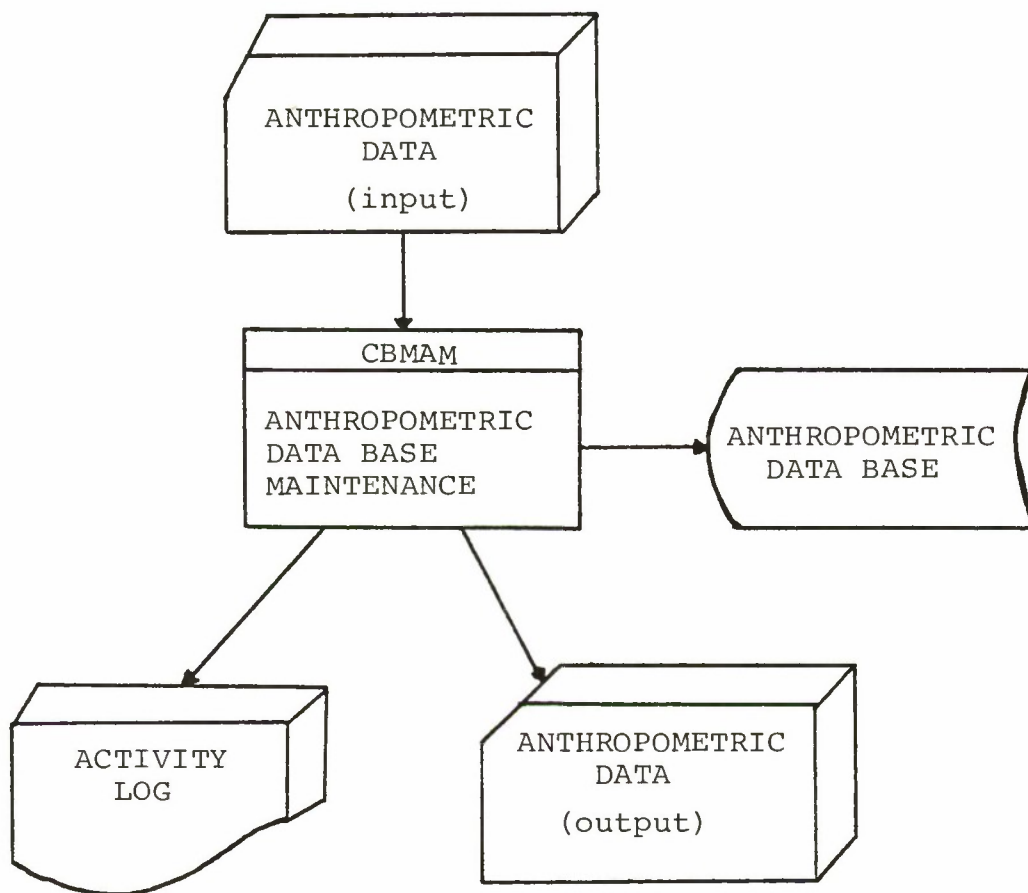 ANTHROPOMETRIC
DATA
(input)
CBMAM
ANTHROPOMETRIC
DATA BASE
MAINTENANCE
ANTHROPOMETRIC
DATA BASE
ACTIVITY
LOG
ANTHROPOMETRIC
DATA
(output)